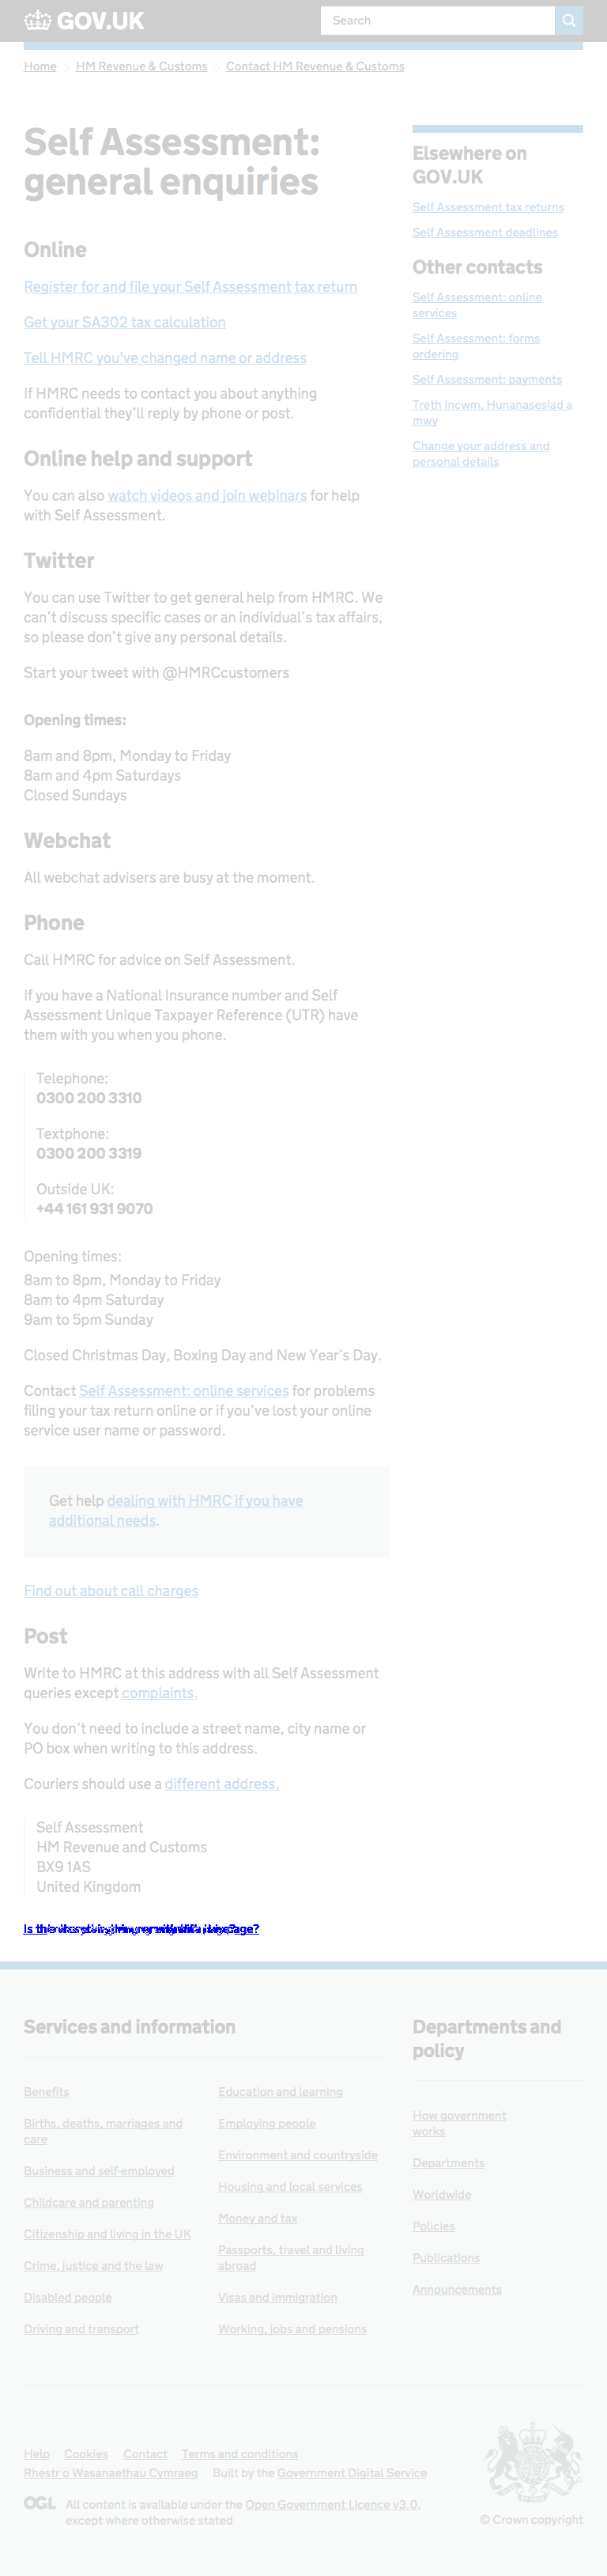 GOV.UK
Search
Home
HM Revenue & Customs
Contact HM Revenue & Customs
Self Assessment:
general enquiries
Online
Register for and file your Self Assessment tax return
Get your SA302 tax calculation
Tell HMRC you've changed name or address
If HMRC needs to contact you about anything
confidential they’ll reply by phone or post.
Online help and support
You can also watch videos and join webinars for help
with Self Assessment.
Twitter
You can use Twitter to get general help from HMRC. We
can’t discuss specific cases or an individual’s tax affairs,
so please don’t give any personal details.
Start your tweet with @HMRCcustomers
Opening times:
8am and 8pm, Monday to Friday
8am and 4pm Saturdays
Closed Sundays
Webchat
All webchat advisers are busy at the moment.
Phone
Call HMRC for advice on Self Assessment.
If you have a National Insurance number and Self
Assessment Unique Taxpayer Reference (UTR) have
them with you when you phone.
Telephone:
0300 200 3310
Textphone:
0300 200 3319
Outside UK:
+44 161 931 9070
Opening times:
8am to 8pm, Monday to Friday
8am to 4pm Saturday
9am to 5pm Sunday
Closed Christmas Day, Boxing Day and New Year’s Day.
Contact Self Assessment: online services for problems
filing your tax return online or if you’ve lost your online
service user name or password.
Get help dealing with HMRC if you have
additional needs.
Find out about call charges
Post
Write to HMRC at this address with all Self Assessment
queries except complaints.
You don’t need to include a street name, city name or
PO box when writing to this address.
Couriers should use a different address.
Self Assessment
HM Revenue and Customs
BX9 1AS
United Kingdom
Elsewhere on
GOV.UK
Self Assessment tax returns
Self Assessment deadlines
Other contacts
Self Assessment: online
services
Self Assessment: forms
ordering
Self Assessment: payments
Treth Incwm, Hunanasesiad a
mwy
Change your address and
personal details
Services and information
Benefits
Births, deaths, marriages and
care
Business and self-employed
Childcare and parenting
Citizenship and living in the UK
Crime, justice and the law
Disabled people
Driving and transport
Education and learning
Employing people
Environment and countryside
Housing and local services
Money and tax
Passports, travel and living
abroad
Visas and immigration
Working, jobs and pensions
Departments and
policy
How government
works
Departments
Worldwide
Policies
Publications
Announcements
Help
Cookies
Contact
Terms and conditions
Rhestr o Wasanaethau Cymraeg
Built by the Government Digital Service
OGL
All content is available under the Open Government Licence v3.0,
except where otherwise stated
© Crown copyright